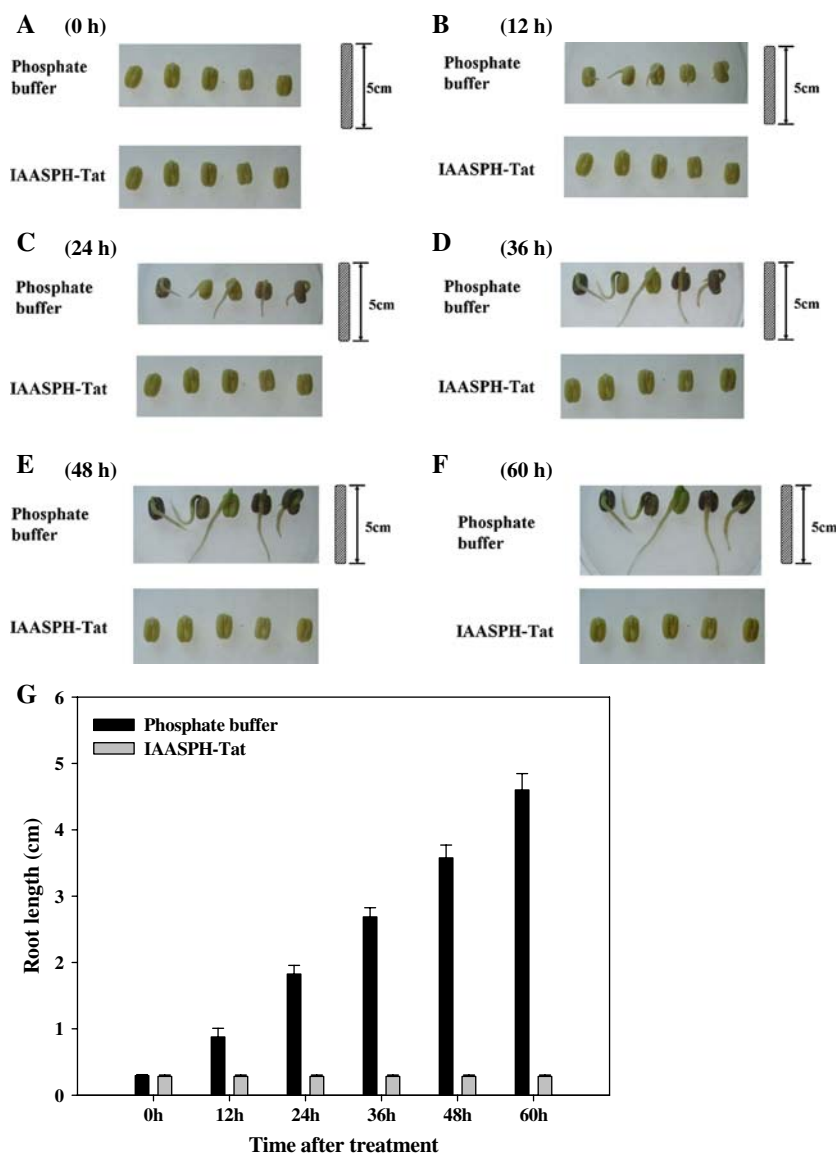 A (0 h)
Phosphate
buffer
5cm
IAASPH-Tat
B (12 h)
Phosphate
buffer
5cm
IAASPH-Tat
C (24 h)
Phosphate
buffer
5cm
IAASPH-Tat
D (36 h)
Phosphate
buffer
5cm
IAASPH-Tat
E (48 h)
Phosphate
buffer
5cm
IAASPH-Tat
F (60 h)
Phosphate
buffer
5cm
IAASPH-Tat
G
Phosphate buffer
IAASPH-Tat
Root length (cm)
6
5
4
3
2
1
0
0h 12h 24h 36h 48h 60h
Time after treatment